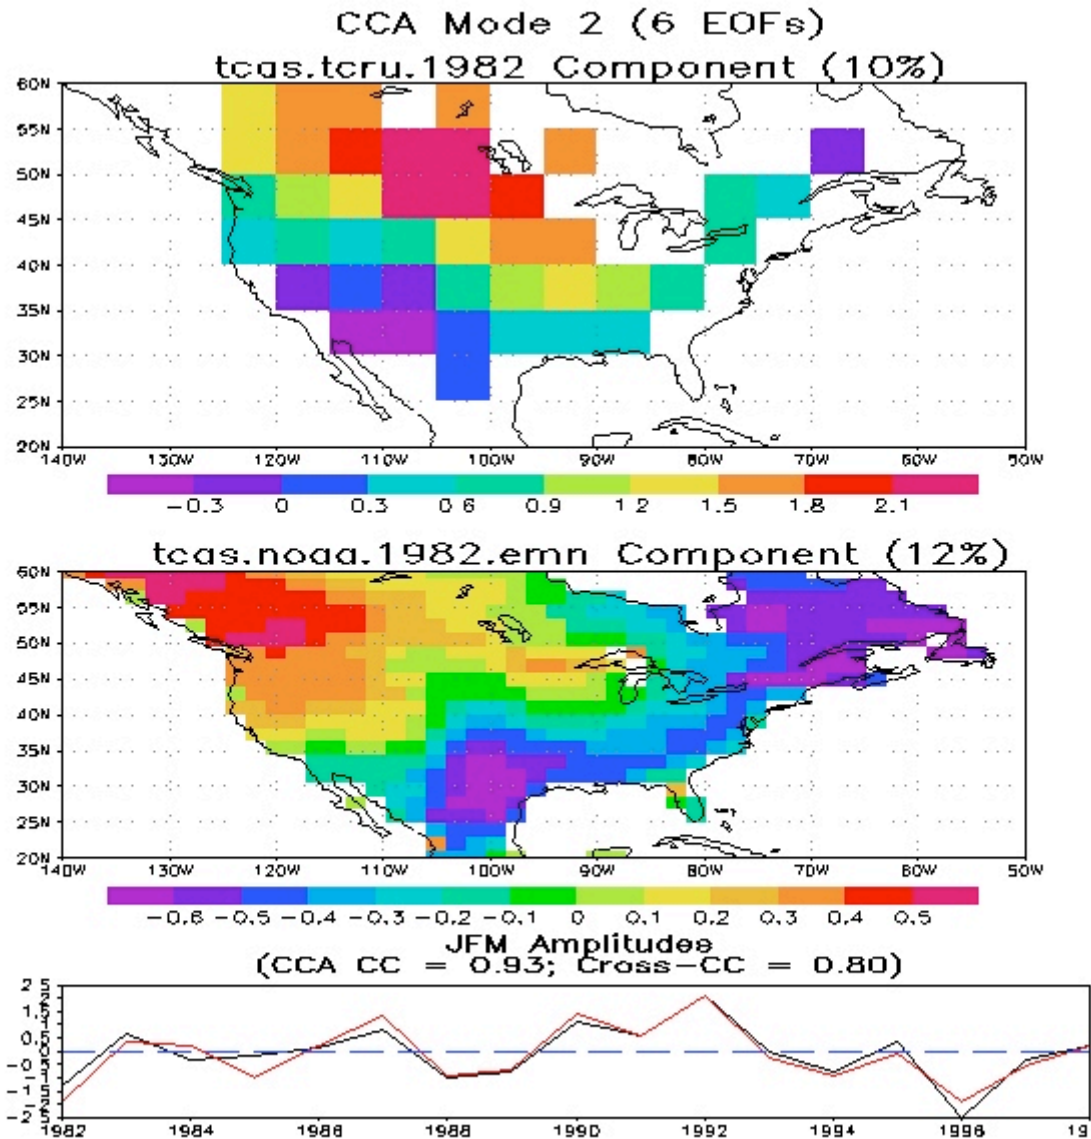 CCA Mode 2 (6 EOFs)
tcas.tcru.1982 Component (10%)
60N
55N
50N
45N
40N
35N
30N
25N
20N
140W 130W 120W 110W 100W 90W 80W 70W 60W 50W
-0.3 0 0.3 0.6 0.9 1.2 1.5 1.8 2.1
tcas.noaa.1982.emn Component (12%)
60N
55N
50N
45N
40N
35N
30N
25N
20N
140W 130W 120W 110W 100W 90W 80W 70W 60W 50W
-0.6 -0.5 -0.4 -0.3 -0.2 -0.1 0 0.1 0.2 0.3 0.4 0.5
JFM Amplitudes
(CCA CC = 0.93; Cross-CC = 0.80)
1982 1984 1986 1988 1990 1992 1994 1996